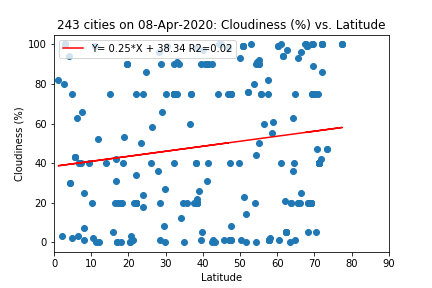 243 cities on 08-Apr-2020: Cloudiness (%) vs. Latitude
Y= 0.25*X + 38.34 R2=0.02
Cloudiness (%)
100
80
60
40
20
0
0 10 20 30 40 50 60 70 80 90
Latitude